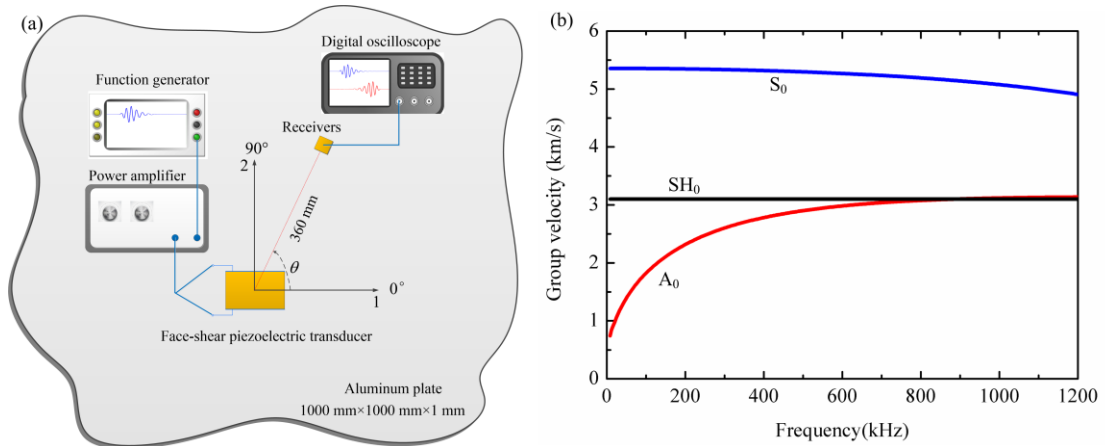 (a)
Digital oscilloscope
Function generator
Receivers
90°
2
Power amplifier
360 mm
θ
0°
1
Face-shear piezoelectric transducer
Aluminum plate
1000 mm×1000 mm×1 mm
(b)
6
5
4
3
2
1
0
S0
SH0
A0
Group velocity (km/s)
0
200
400
600
800
1000
1200
Frequency(kHz)